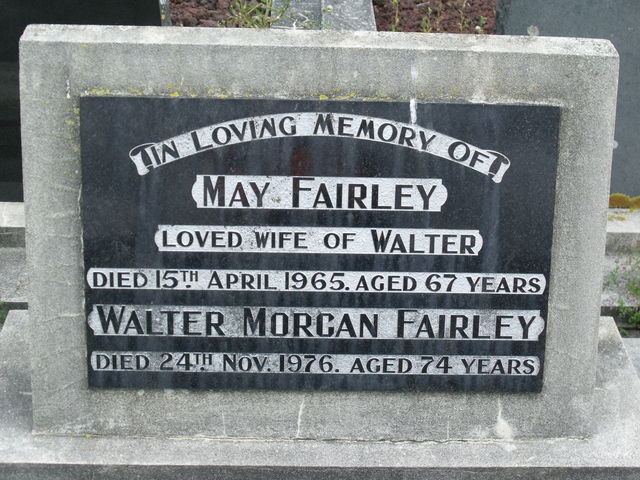 IN LOVING MEMORY OF
MAY FAIRLEY
LOVED WIFE OF WALTER
DIED 15TH APRIL 1965. AGED 67 YEARS
WALTER MORGAN FAIRLEY
DIED 24TH NOV. 1976. AGED 74 YEARS